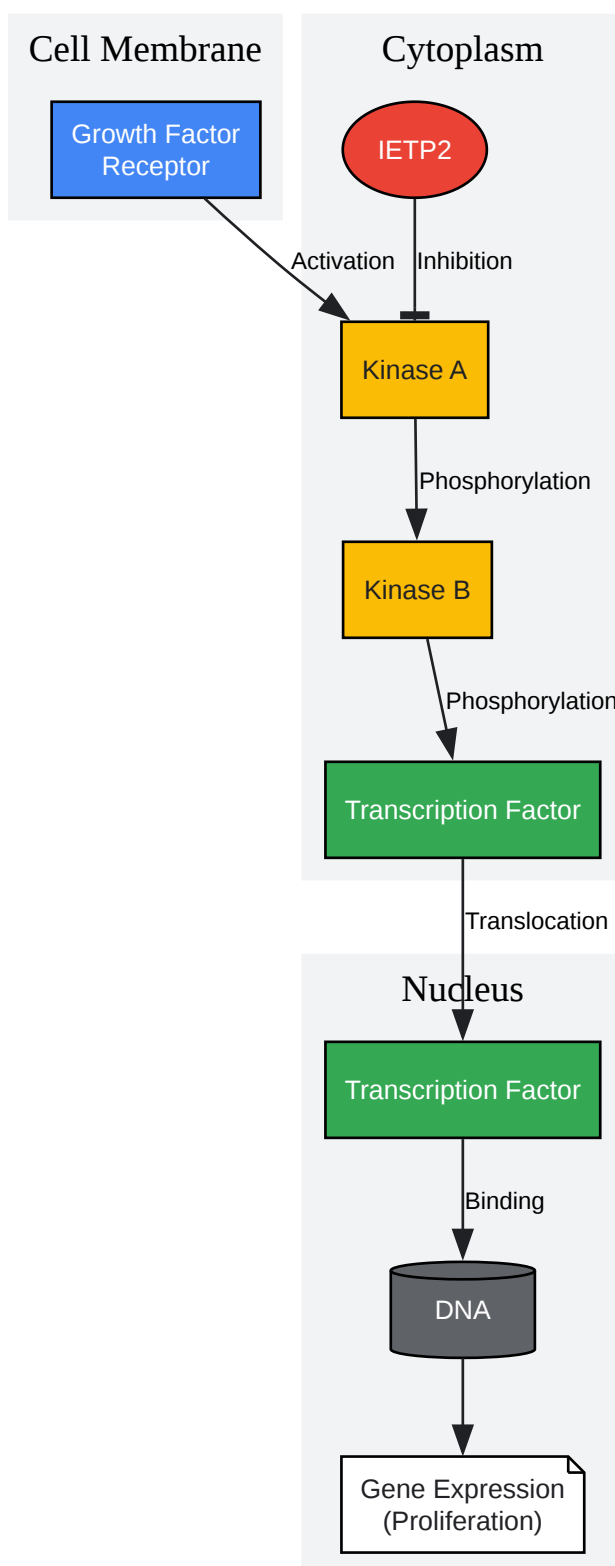 Cell Membrane
Cytoplasm
Growth Factor
Receptor
IETP2
Activation
Inhibition
Kinase A
Phosphorylation
Kinase B
Phosphorylation
Transcription Factor
Translocation
Nucleus
Transcription Factor
Binding
DNA
Gene Expression
(Proliferation)